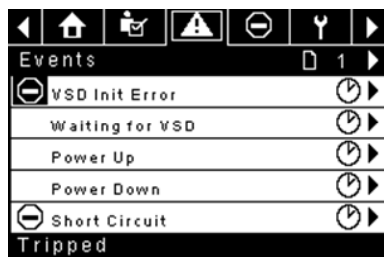 Events 1
VSD Init Error
Waiting for VSD
Power Up
Power Down
Short Circuit
Tripped